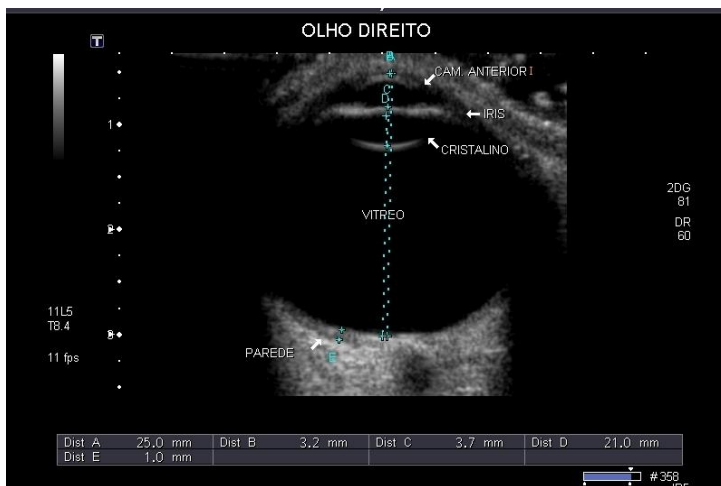 OLHO DIREITO
T
B
CAM. ANTERIOR I
C
D
IRIS
1
CRISTALINO
2DG
81
DR
60
VITREO
2
11L5
T8.4
3
PAREDE
E
11 fps
Dist A 25.0 mm Dist B 3.2 mm Dist C 3.7 mm Dist D 21.0 mm
Dist E 1.0 mm
#358